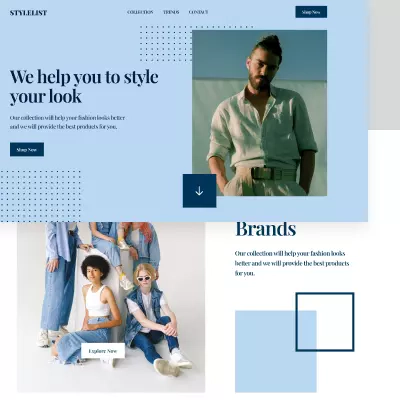 STYLELIST
COLLECTION TRENDS CONTACT
Shop Now
We help you to style
your look
Our collection will help your fashion looks better
and we will provide the best products for you.
Shop Now
Brands
Our collection will help your fashion looks
better and we will provide the best products
for you.
Explore Now